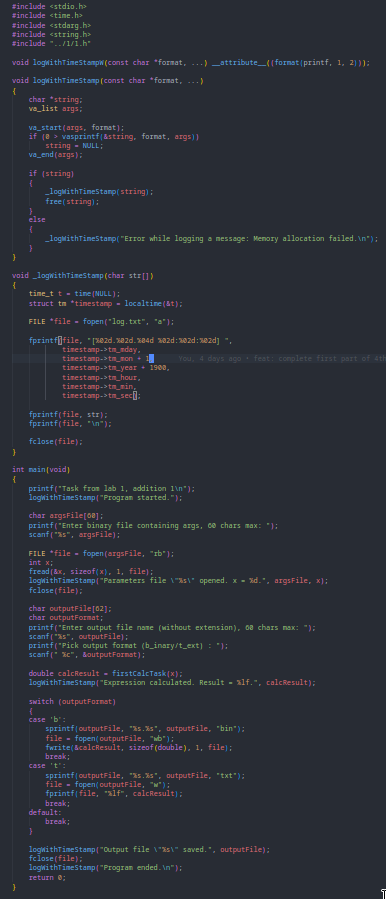 #include <stdio.h>
#include <time.h>
#include <stdarg.h>
#include <string.h>
#include "../1/1.h"
void logWithTimeStampW(const char *format, ...) __attribute__((format(printf, 1, 2)));
void logWithTimeStamp(const char *format, ...)
{
char *string;
va_list args;
va_start(args, format);
if (0 > vasprintf(&string, format, args))
string = NULL;
va_end(args);
if (string)
{
_logWithTimeStamp(string);
free(string);
}
else
{
_logWithTimeStamp("Error while logging a message: Memory allocation failed.\n");
}
}
void _logWithTimeStamp(char str[])
{
time_t t = time(NULL);
struct tm *timestamp = localtime(&t);
FILE *file = fopen("log.txt", "a");
fprintf(file, "[%02d.%02d.%04d %02d:%02d:%02d] ",
timestamp->tm_mday,
timestamp->tm_mon + 1, You, 4 days ago • feat: complete first part of 4th
timestamp->tm_year + 1900,
timestamp->tm_hour,
timestamp->tm_min,
timestamp->tm_sec);
fprintf(file, str);
fprintf(file, "\n");
fclose(file);
}
int main(void)
{
printf("Task from lab 1, addition 1\n");
logWithTimeStamp("Program started.");
char argsFile[60];
printf("Enter binary file containing args, 60 chars max: ");
scanf("%s", argsFile);
FILE *file = fopen(argsFile, "rb");
int x;
fread(&x, sizeof(x), 1, file);
logWithTimeStamp("Parameters file \"%s\" opened. x = %d.", argsFile, x);
fclose(file);
char outputFile[62];
char outputFormat;
printf("Enter output file name (without extension), 60 chars max: ");
scanf("%s", outputFile);
printf("Pick output format (b_inary/t_ext) : ");
scanf(" %c", &outputFormat);
double calcResult = firstCalcTask(x);
logWithTimeStamp("Expression calculated. Result = %lf.", calcResult);
switch (outputFormat)
{
case 'b':
sprintf(outputFile, "%s.%s", outputFile, "bin");
file = fopen(outputFile, "wb");
fwrite(&calcResult, sizeof(double), 1, file);
break;
case 't':
sprintf(outputFile, "%s.%s", outputFile, "txt");
file = fopen(outputFile, "w");
fprintf(file, "%lf", calcResult);
break;
default:
break;
}
logWithTimeStamp("Output file \"%s\" saved.", outputFile);
fclose(file);
logWithTimeStamp("Program ended.\n");
return 0;
}